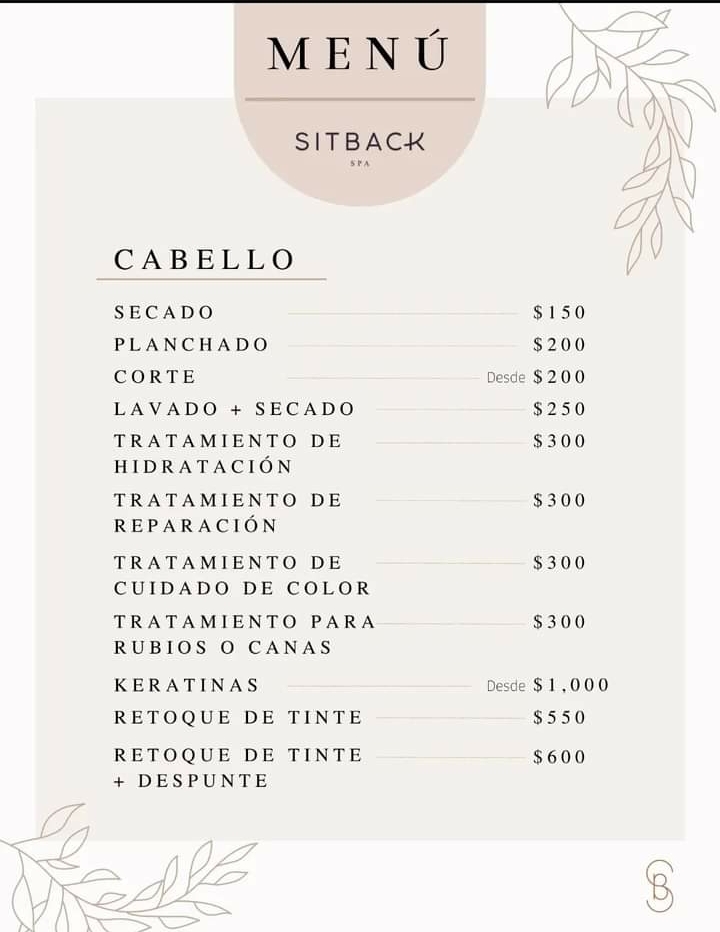 MENÚ
SITBACK
SPA
CABELLO
SECADO $150
PLANCHADO $200
CORTE Desde $200
LAVADO + SECADO $250
TRATAMIENTO DE $300
HIDRATACIÓN
TRATAMIENTO DE $300
REPARACIÓN
TRATAMIENTO DE $300
CUIDADO DE COLOR
TRATAMIENTO PARA $300
RUBIOS O CANAS
KERATINAS Desde $1,000
RETOQUE DE TINTE $550
RETOQUE DE TINTE $600
+ DESPUNTE
SB